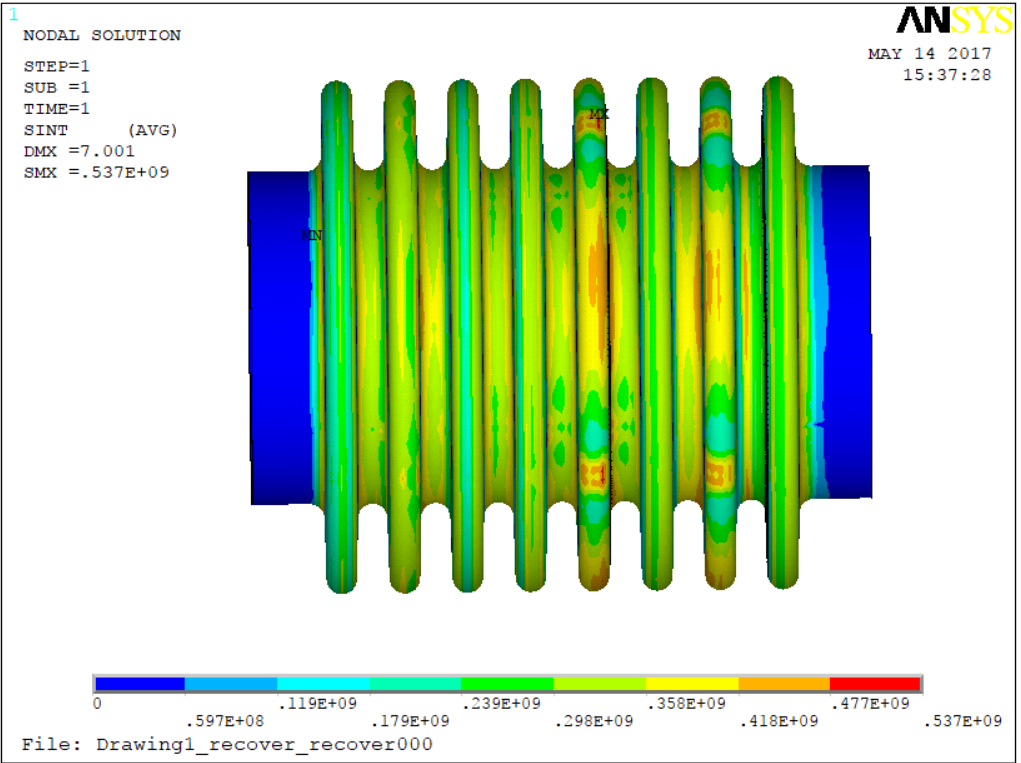 1
ANSYS
NODAL SOLUTION
MAY 14 2017
15:37:28
STEP=1
SUB =1
TIME=1
SINT (AVG)
DMX =7.001
SMX =.537E+09
MX
MN
0 .119E+09 .239E+09 .358E+09 .477E+09
.597E+08 .179E+09 .298E+09 .418E+09 .537E+09
File: Drawing1_recover_recover000